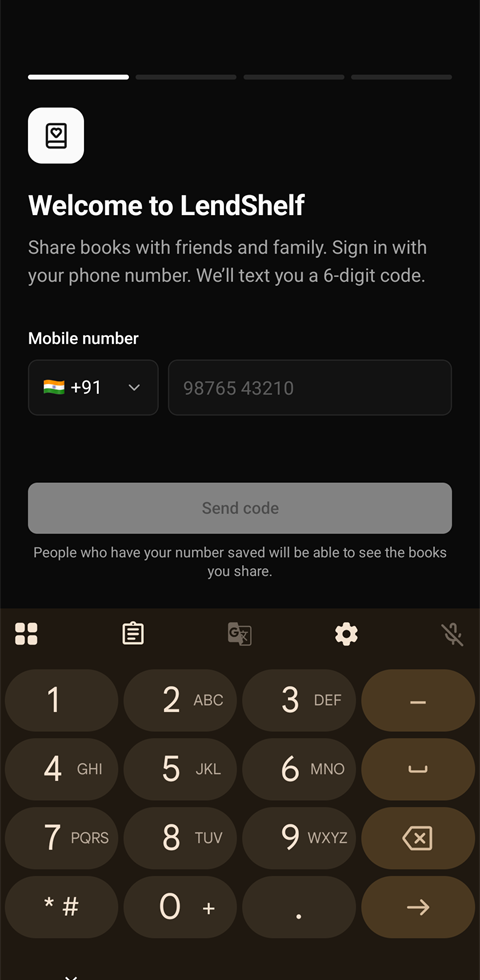 Welcome to LendShelf
Share books with friends and family. Sign in with
your phone number. We’ll text you a 6-digit code.
Mobile number
+91
98765 43210
Send code
People who have your number saved will be able to see the books
you share.
1 2 ABC 3 DEF –
4 GHI 5 JKL 6 MNO
7 PQRS 8 TUV 9 WXYZ
* # 0 + .